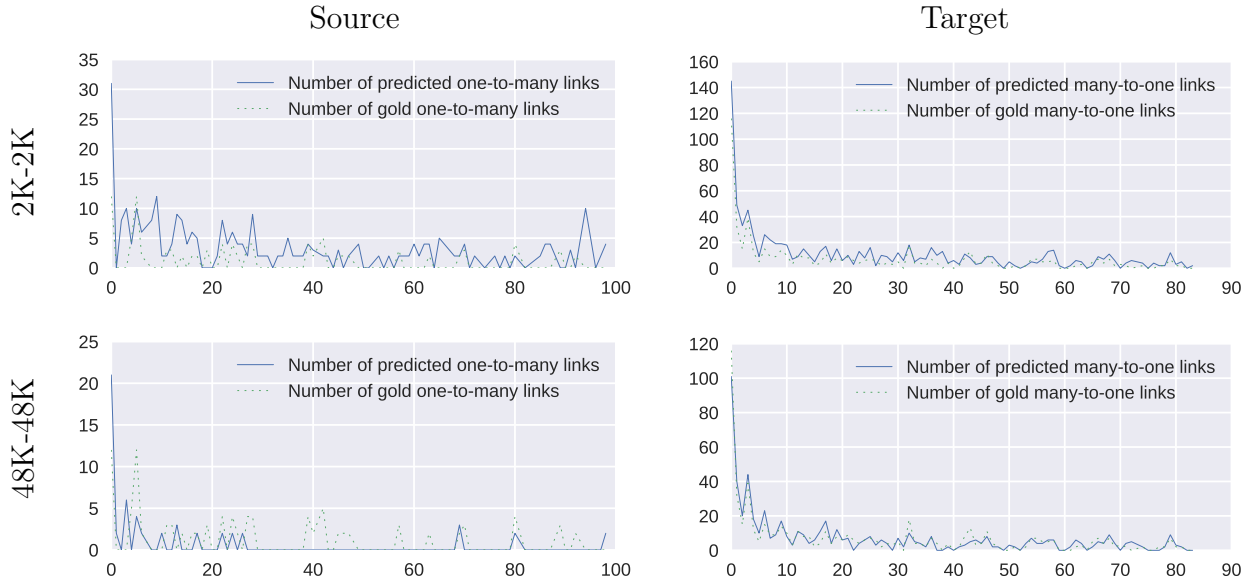 Source
Target
2K-2K
35
30
25
20
15
10
5
0
0 20 40 60 80 100
Number of predicted one-to-many links
Number of gold one-to-many links
160
140
120
100
80
60
40
20
0
0 10 20 30 40 50 60 70 80 90
Number of predicted many-to-one links
Number of gold many-to-one links
48K-48K
25
20
15
10
5
0
0 20 40 60 80 100
Number of predicted one-to-many links
Number of gold one-to-many links
120
100
80
60
40
20
0
0 10 20 30 40 50 60 70 80 90
Number of predicted many-to-one links
Number of gold many-to-one links